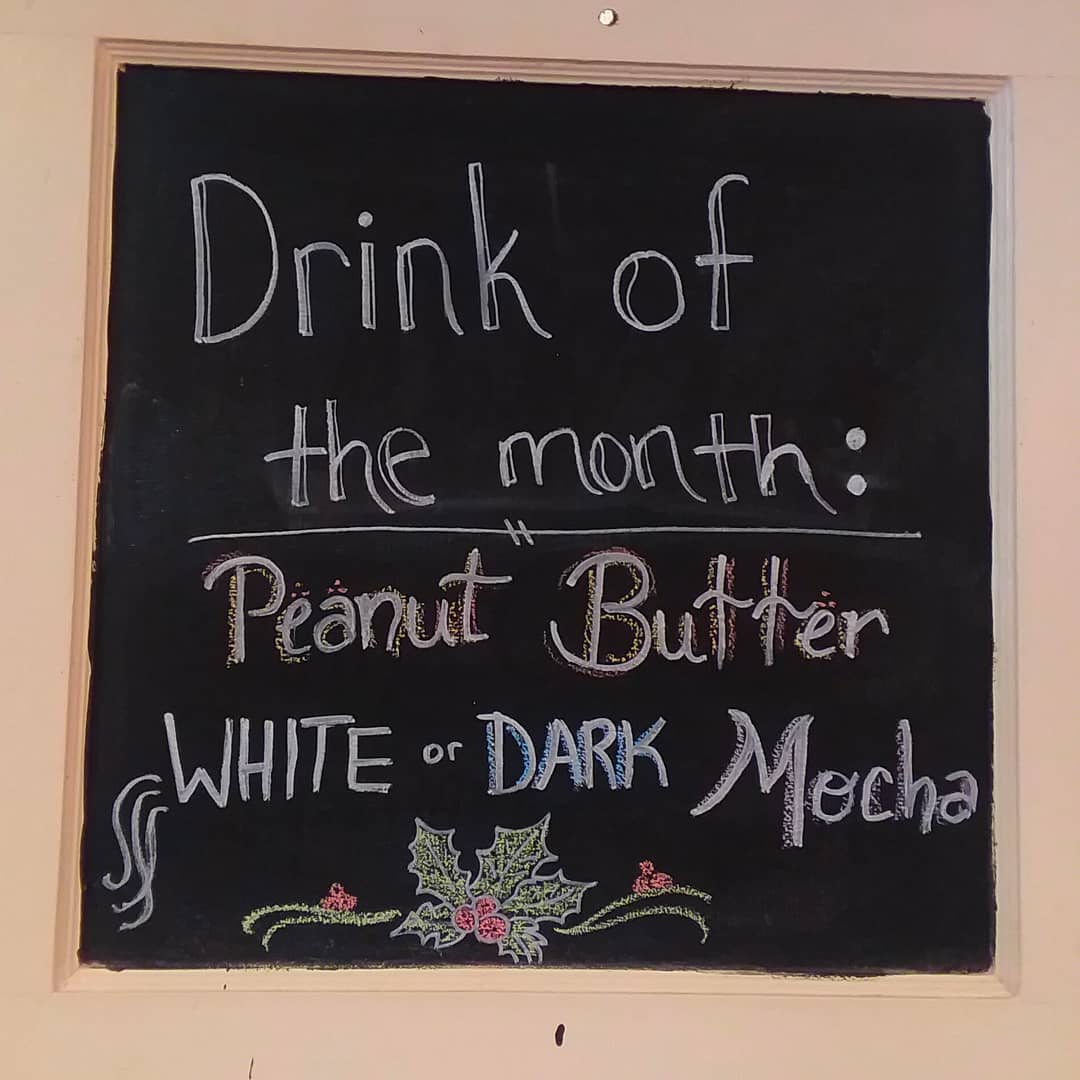 Drink of
the month:
Peanut Butter
WHITE or DARK Mocha